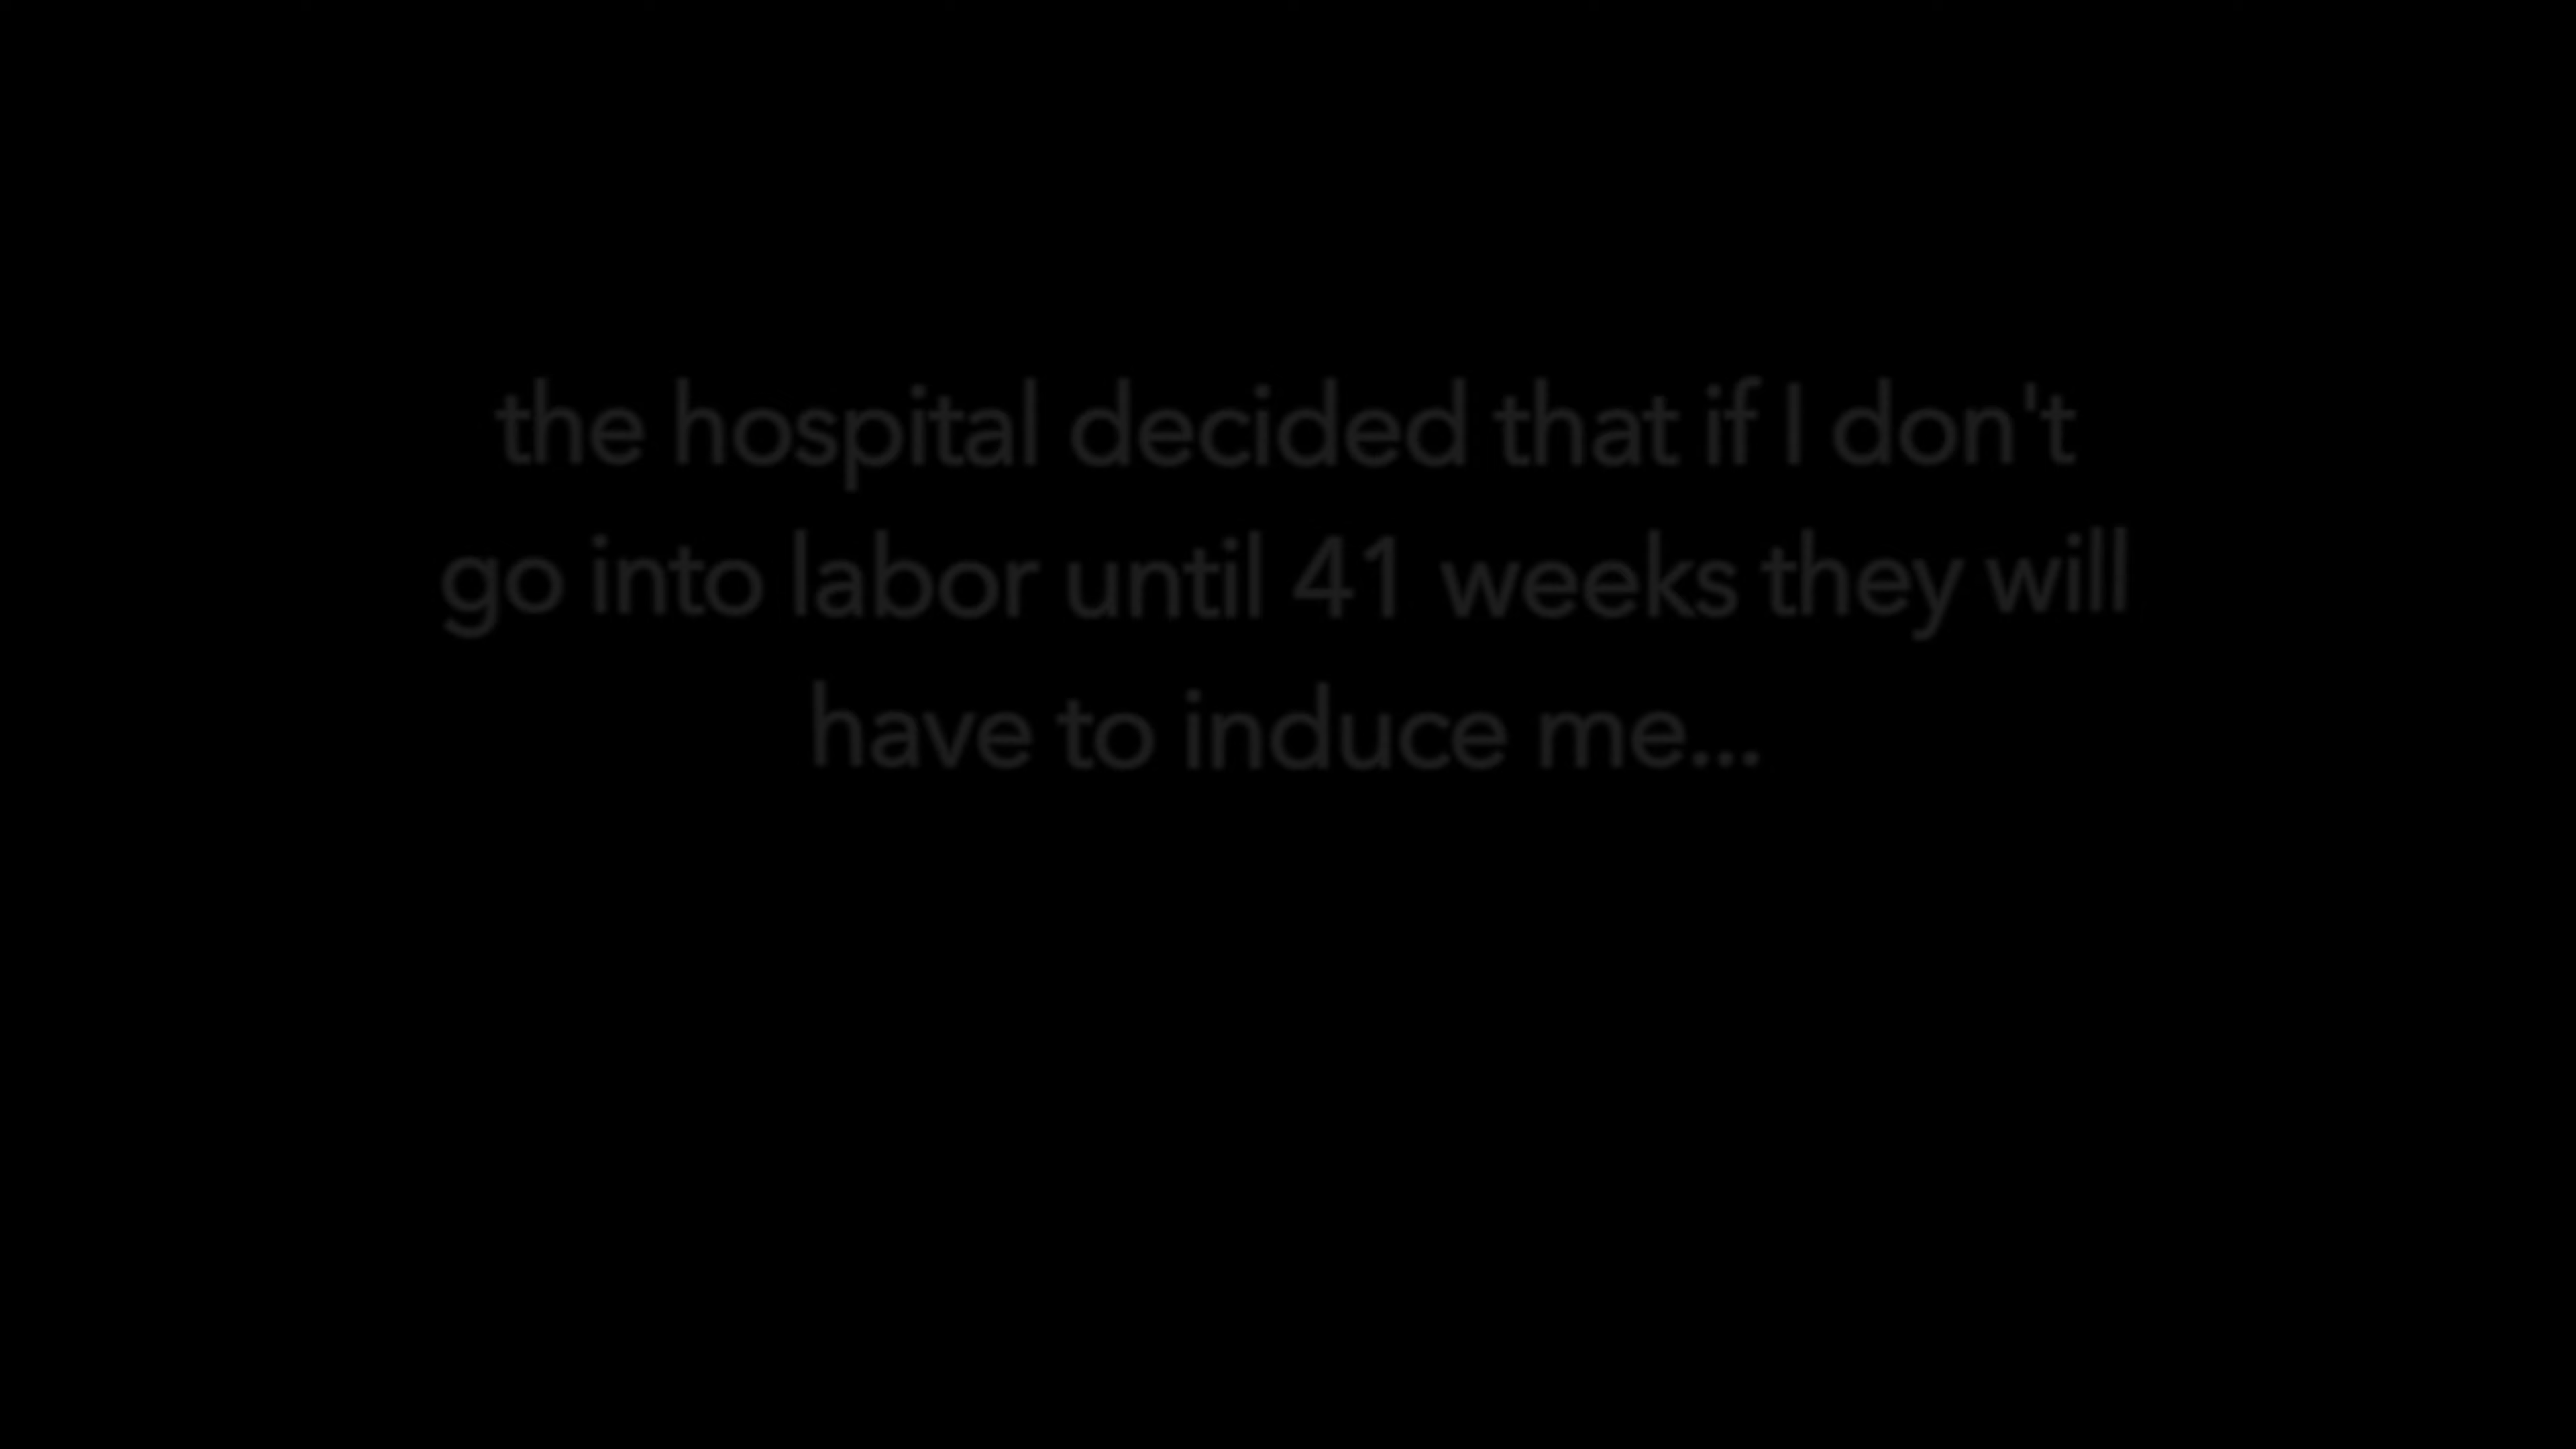 the hospital decided that if I don't
go into labor until 41 weeks they will
have to induce me...